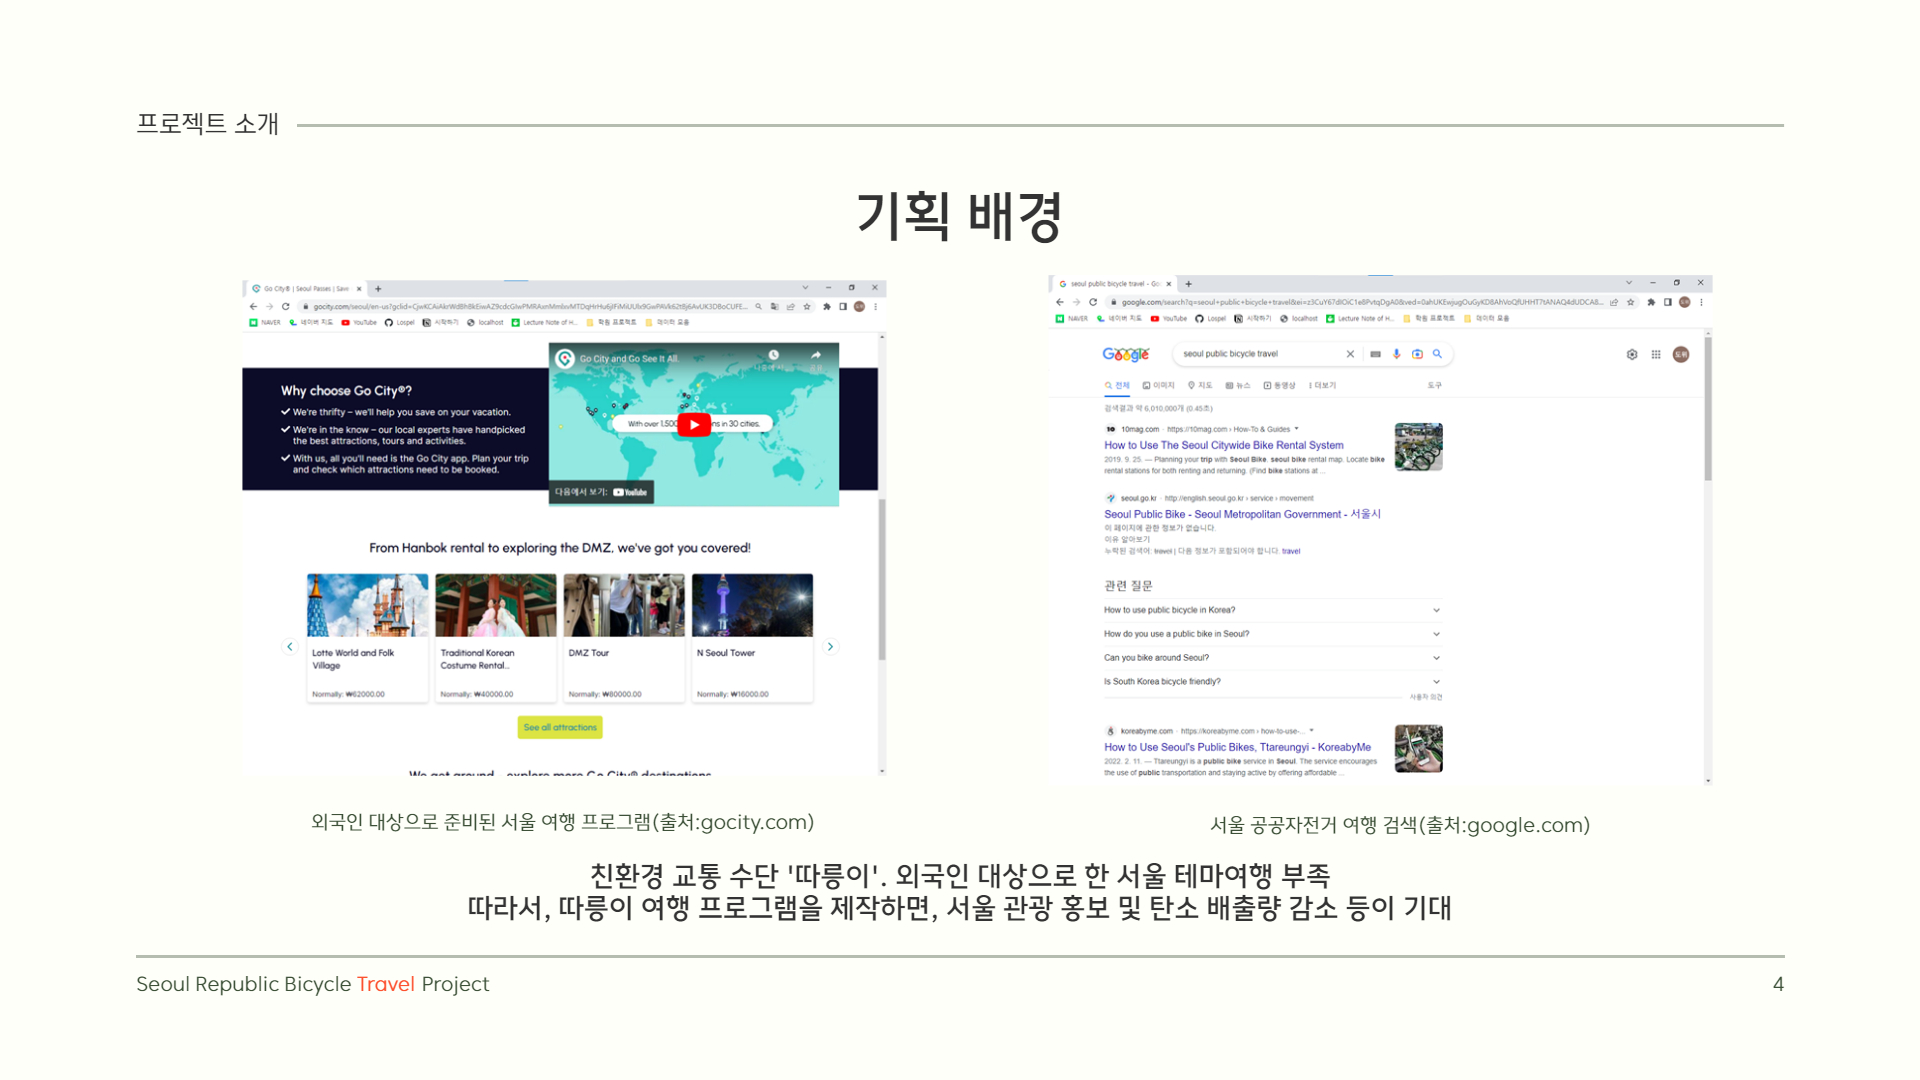 프로젝트 소개
기획 배경
Go City® | Seoul Passes | Save
NAVER 네이버 지도 YouTube Lospel 시작하기 localhost Lecture Note of H... 학원 프로젝트 데이터 모음
Go City and Go See It All.
Why choose Go City®?
We're thrifty – we'll help you save on your vacation.
We're in the know – our local experts have handpicked
the best attractions, tours and activities.
With us, all you'll need is the Go City app. Plan your trip
and check which attractions need to be booked.
With over 1,500 ns in 30 cities.
다음에서 보기: YouTube
From Hanbok rental to exploring the DMZ, we've got you covered!
Lotte World and Folk
Village
Normally: ₩62000.00
Traditional Korean
Costume Rental...
Normally: ₩40000.00
DMZ Tour
Normally: ₩80000.00
N Seoul Tower
Normally: ₩16000.00
See all attractions
We get around - explore more Go City® destinations
외국인 대상으로 준비된 서울 여행 프로그램(출처:gocity.com)
seoul public bicycle travel - Go
NAVER 네이버 지도 YouTube Lospel 시작하기 localhost Lecture Note of H... 학원 프로젝트 데이터 모음
Google
seoul public bicycle travel
도위
전체 이미지 지도 뉴스 동영상 더보기 도구
검색결과 약 6,010,000개 (0.45초)
10mag.com · https://10mag.com › How-To & Guides
How to Use The Seoul Citywide Bike Rental System
2019. 9. 25. — Planning your trip with Seoul Bike. seoul bike rental map. Locate bike
rental stations for both renting and returning. (Find bike stations at ...
seoul.go.kr · http://english.seoul.go.kr › service › movement
Seoul Public Bike - Seoul Metropolitan Government - 서울시
이 페이지에 관한 정보가 없습니다.
이유 알아보기
누락된 검색어: travel | 다음 정보가 포함되어야 합니다. travel
관련 질문
How to use public bicycle in Korea?
How do you use a public bike in Seoul?
Can you bike around Seoul?
Is South Korea bicycle friendly?
사용자 의견
koreabyme.com · https://koreabyme.com › how-to-use-...
How to Use Seoul's Public Bikes, Ttareungyi - KoreabyMe
2022. 2. 11. — Ttareungyi is a public bike service in Seoul. The service encourages
the use of public transportation and staying active by offering affordable ...
서울 공공자전거 여행 검색(출처:google.com)
친환경 교통 수단 '따릉이'. 외국인 대상으로 한 서울 테마여행 부족
따라서, 따릉이 여행 프로그램을 제작하면, 서울 관광 홍보 및 탄소 배출량 감소 등이 기대
Seoul Republic Bicycle Travel Project
4